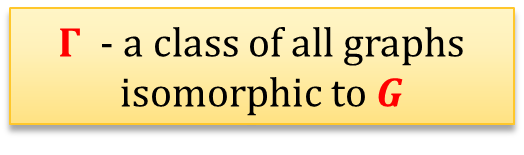 Γ - a class of all graphs
isomorphic to G